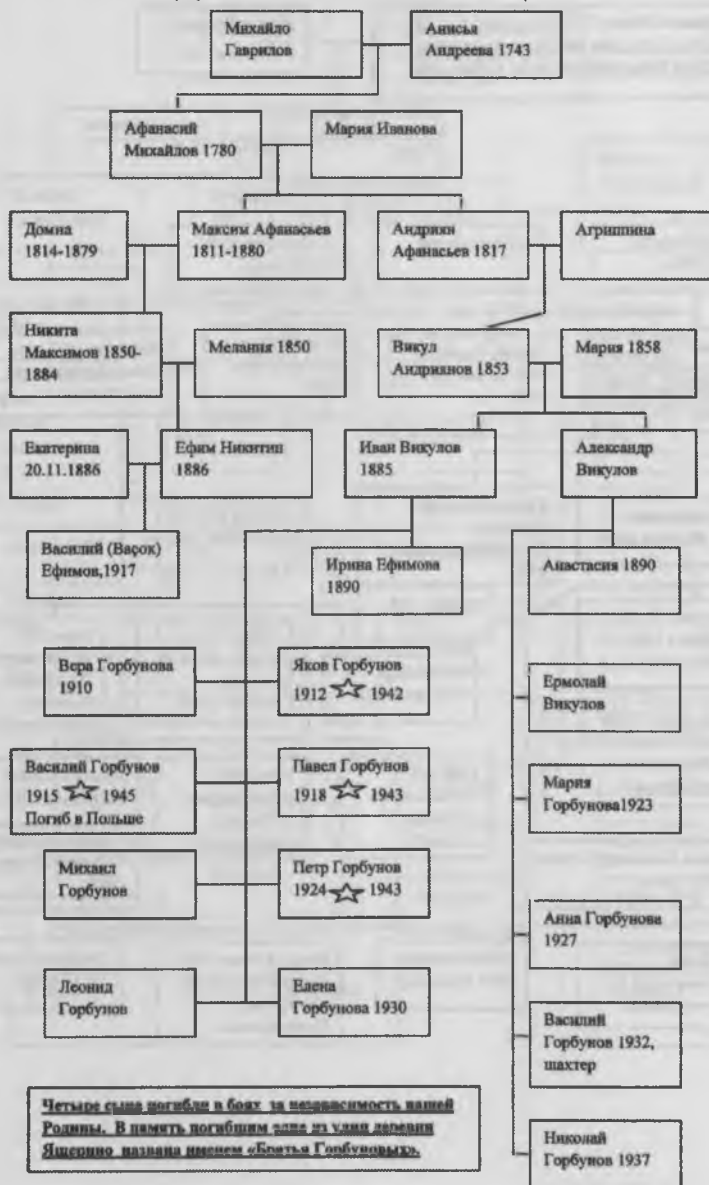 Михайло
Гаврилов
Анисья
Андреева 1743
Афанасий
Михайлов 1780
Мария Иванова
Домна
1814-1879
Максим Афанасьев
1811-1880
Андриян
Афанасьев 1817
Агриппина
Никита
Максимов 1850-
1884
Мелания 1850
Викул
Андриянов 1853
Мария 1858
Екатерина
20.11.1886
Ефим Никитин
1886
Иван Викулов
1885
Александр
Викулов
Василий (Васок)
Ефимов,1917
Ирина Ефимова
1890
Анастасия 1890
Вера Горбунова
1910
Яков Горбунов
1912 ☆ 1942
Ермолай
Викулов
Василий Горбунов
1915 ☆ 1945
Погиб в Польше
Павел Горбунов
1918 ☆ 1943
Мария
Горбунова1923
Михаил
Горбунов
Петр Горбунов
1924 ☆ 1943
Анна Горбунова
1927
Леонид
Горбунов
Елена
Горбунова 1930
Василий
Горбунов 1932,
шахтер
Николай
Горбунов 1937
Четыре сына погибли в боях за независимость нашей
Родины. В память погибшим одна из улиц деревни
Ящерино названа именем «Братья Горбуновых».